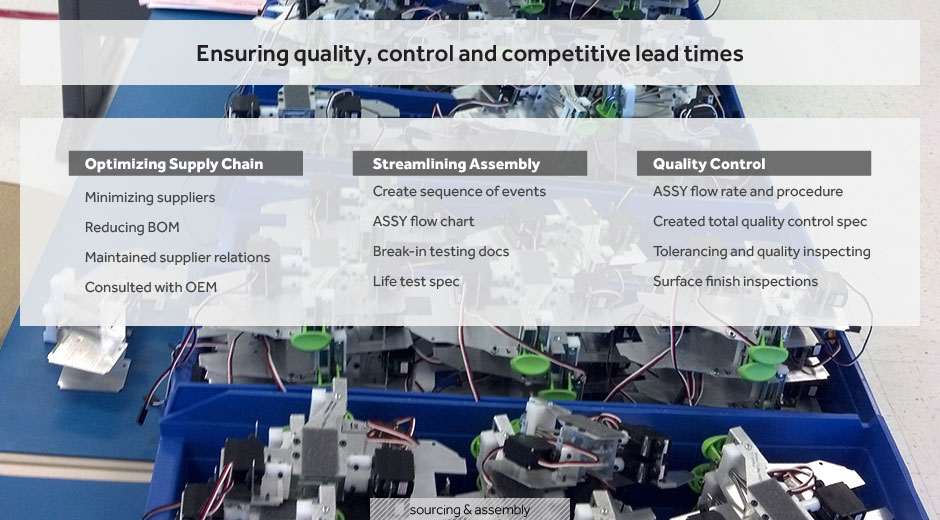 Ensuring quality, control and competitive lead times
Optimizing Supply Chain
Minimizing suppliers
Reducing BOM
Maintained supplier relations
Consulted with OEM
Streamlining Assembly
Create sequence of events
ASSY flow chart
Break-in testing docs
Life test spec
Quality Control
ASSY flow rate and procedure
Created total quality control spec
Tolerancing and quality inspecting
Surface finish inspections
sourcing & assembly